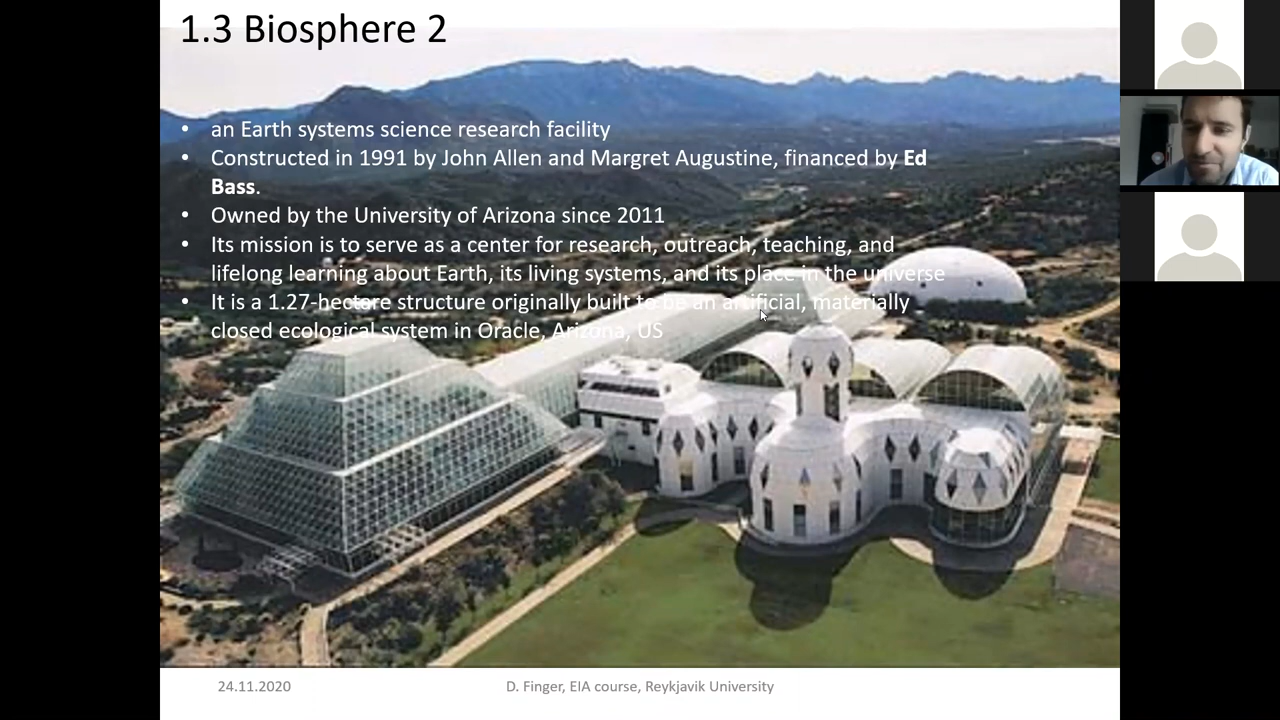 1.3 Biosphere 2
• an Earth systems science research facility
• Constructed in 1991 by John Allen and Margret Augustine, financed by Ed
Bass.
• Owned by the University of Arizona since 2011
• Its mission is to serve as a center for research, outreach, teaching, and
lifelong learning about Earth, its living systems, and its place in the universe
• It is a 1.27-hectare structure originally built to be an artificial, materially
closed ecological system in Oracle, Arizona, US
24.11.2020
D. Finger, EIA course, Reykjavik University